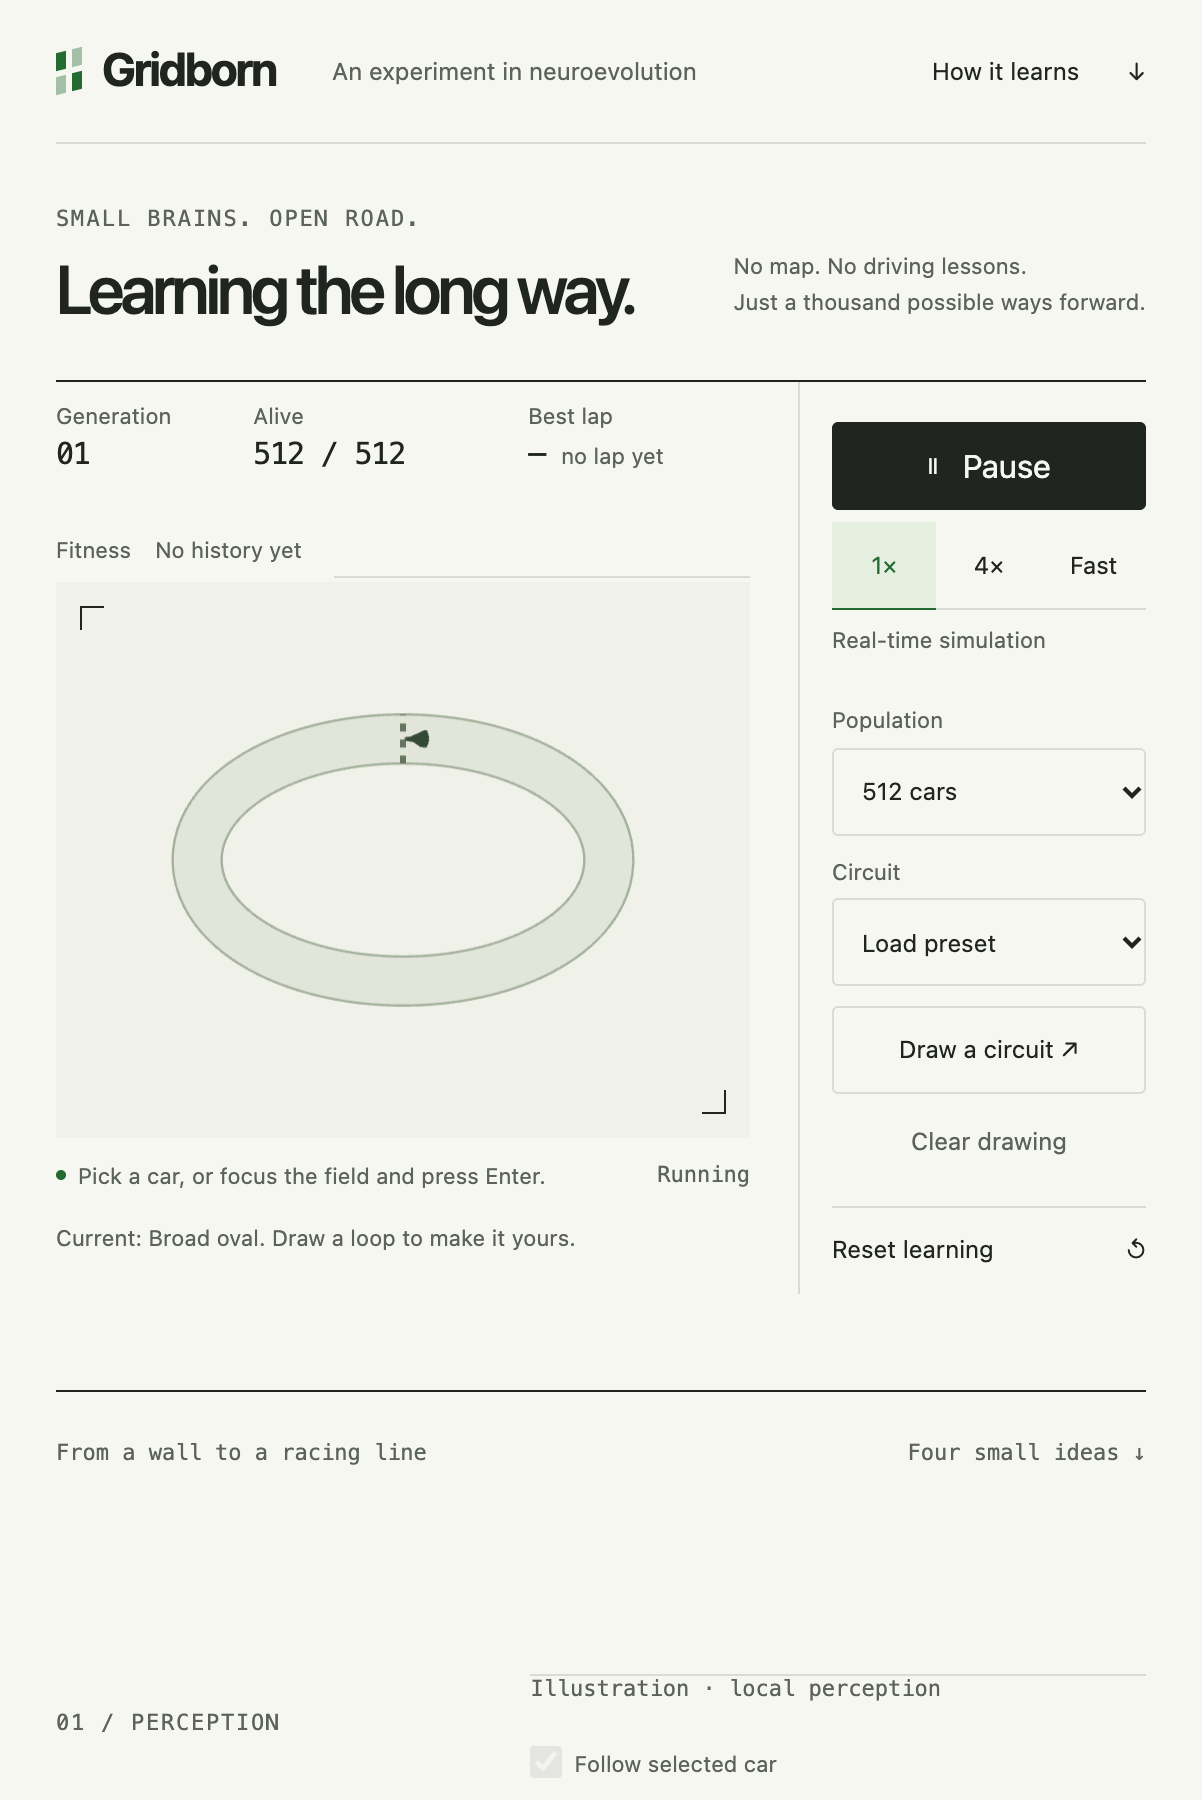 Gridborn
An experiment in neuroevolution
How it learns ↓
SMALL BRAINS. OPEN ROAD.
Learning the long way.
No map. No driving lessons.
Just a thousand possible ways forward.
Generation
01
Alive
512 / 512
Best lap
— no lap yet
Fitness No history yet
Pause
1× 4× Fast
Real-time simulation
Population
512 cars
Circuit
Load preset
Draw a circuit ↗
Clear drawing
Reset learning
Pick a car, or focus the field and press Enter.
Running
Current: Broad oval. Draw a loop to make it yours.
From a wall to a racing line
Four small ideas ↓
01 / PERCEPTION
Illustration · local perception
Follow selected car